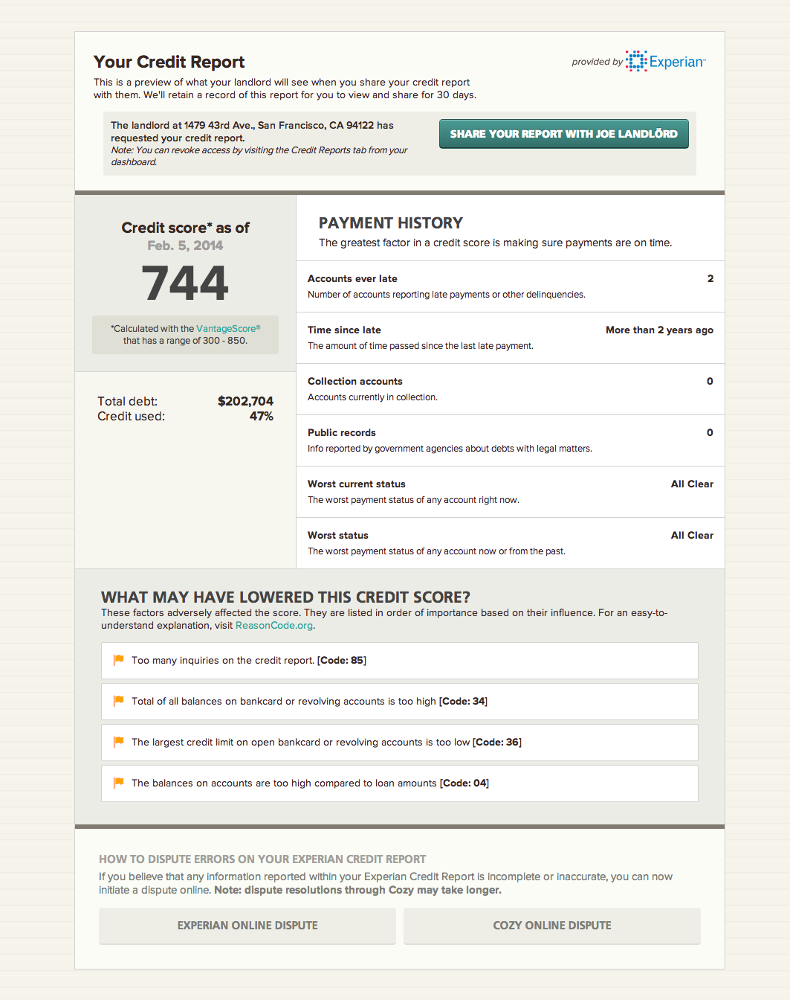 Your Credit Report
provided by Experian™
This is a preview of what your landlord will see when you share your credit report
with them. We'll retain a record of this report for you to view and share for 30 days.
The landlord at 1479 43rd Ave., San Francisco, CA 94122 has
requested your credit report.
Note: You can revoke access by visiting the Credit Reports tab from your
dashboard.
SHARE YOUR REPORT WITH JOE LANDLÖRD
Credit score* as of
Feb. 5, 2014
744
*Calculated with the VantageScore®
that has a range of 300 - 850.
Total debt: $202,704
Credit used: 47%
PAYMENT HISTORY
The greatest factor in a credit score is making sure payments are on time.
Accounts ever late 2
Number of accounts reporting late payments or other delinquencies.
Time since late More than 2 years ago
The amount of time passed since the last late payment.
Collection accounts 0
Accounts currently in collection.
Public records 0
Info reported by government agencies about debts with legal matters.
Worst current status All Clear
The worst payment status of any account right now.
Worst status All Clear
The worst payment status of any account now or from the past.
WHAT MAY HAVE LOWERED THIS CREDIT SCORE?
These factors adversely affected the score. They are listed in order of importance based on their influence. For an easy-to-
understand explanation, visit ReasonCode.org.
Too many inquiries on the credit report. [Code: 85]
Total of all balances on bankcard or revolving accounts is too high [Code: 34]
The largest credit limit on open bankcard or revolving accounts is too low [Code: 36]
The balances on accounts are too high compared to loan amounts [Code: 04]
HOW TO DISPUTE ERRORS ON YOUR EXPERIAN CREDIT REPORT
If you believe that any information reported within your Experian Credit Report is incomplete or inaccurate, you can now
initiate a dispute online. Note: dispute resolutions through Cozy may take longer.
EXPERIAN ONLINE DISPUTE
COZY ONLINE DISPUTE